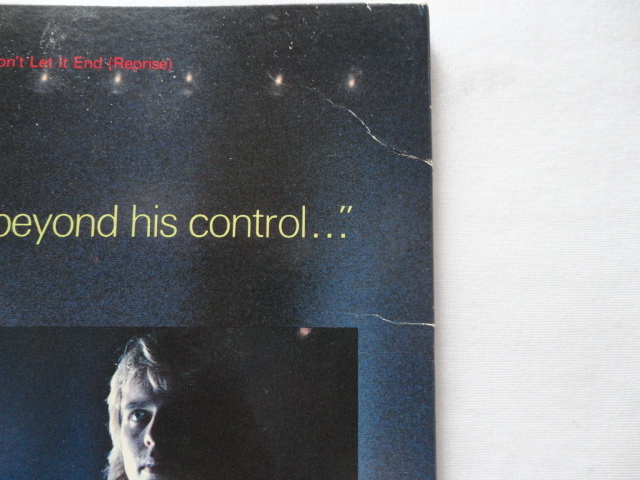 on't Let It End (Reprise)
beyond his control..."